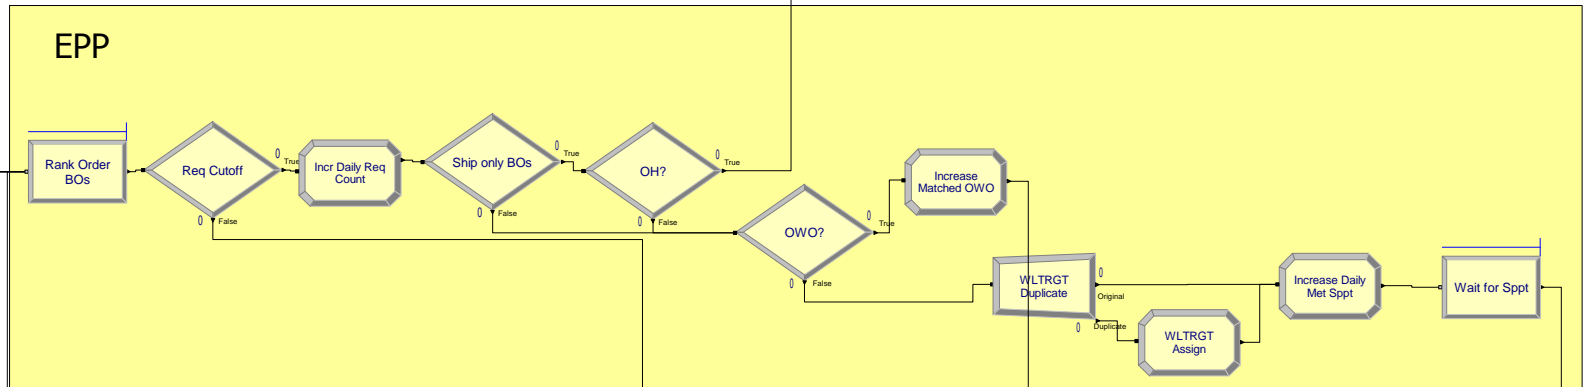 EPP
Rank Order
BOs
Req Cutoff
0
True
0
False
Incr Daily Req
Count
Ship only BOs
0
True
0
False
OH?
0
True
0
False
OWO?
0
True
0
False
Increase
Matched OWO
WLTRGT
Duplicate
0
Original
0
Duplicate
WLTRGT
Assign
Increase Daily
Met Sppt
Wait for Sppt